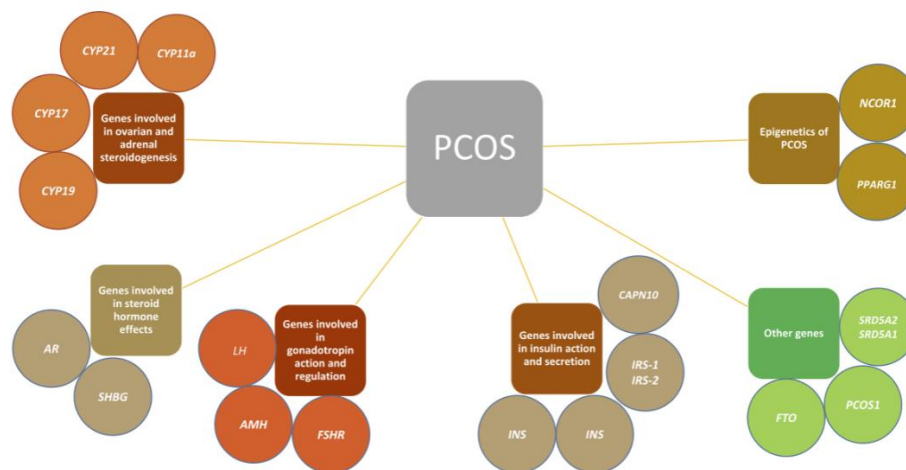 CYP21
CYP11a
CYP17
CYP19
Genes involved
in ovarian and
adrenal
steroidogenesis
PCOS
Epigenetics of
PCOS
NCOR1
PPARG1
Genes involved
in steroid
hormone
effects
AR
SHBG
Genes involved
in
gonadotropin
action and
regulation
LH
AMH
FSHR
Genes involved
in insulin action
and secretion
CAPN10
IRS-1
IRS-2
INS
INS
Other genes
SRD5A2
SRD5A1
PCOS1
FTO